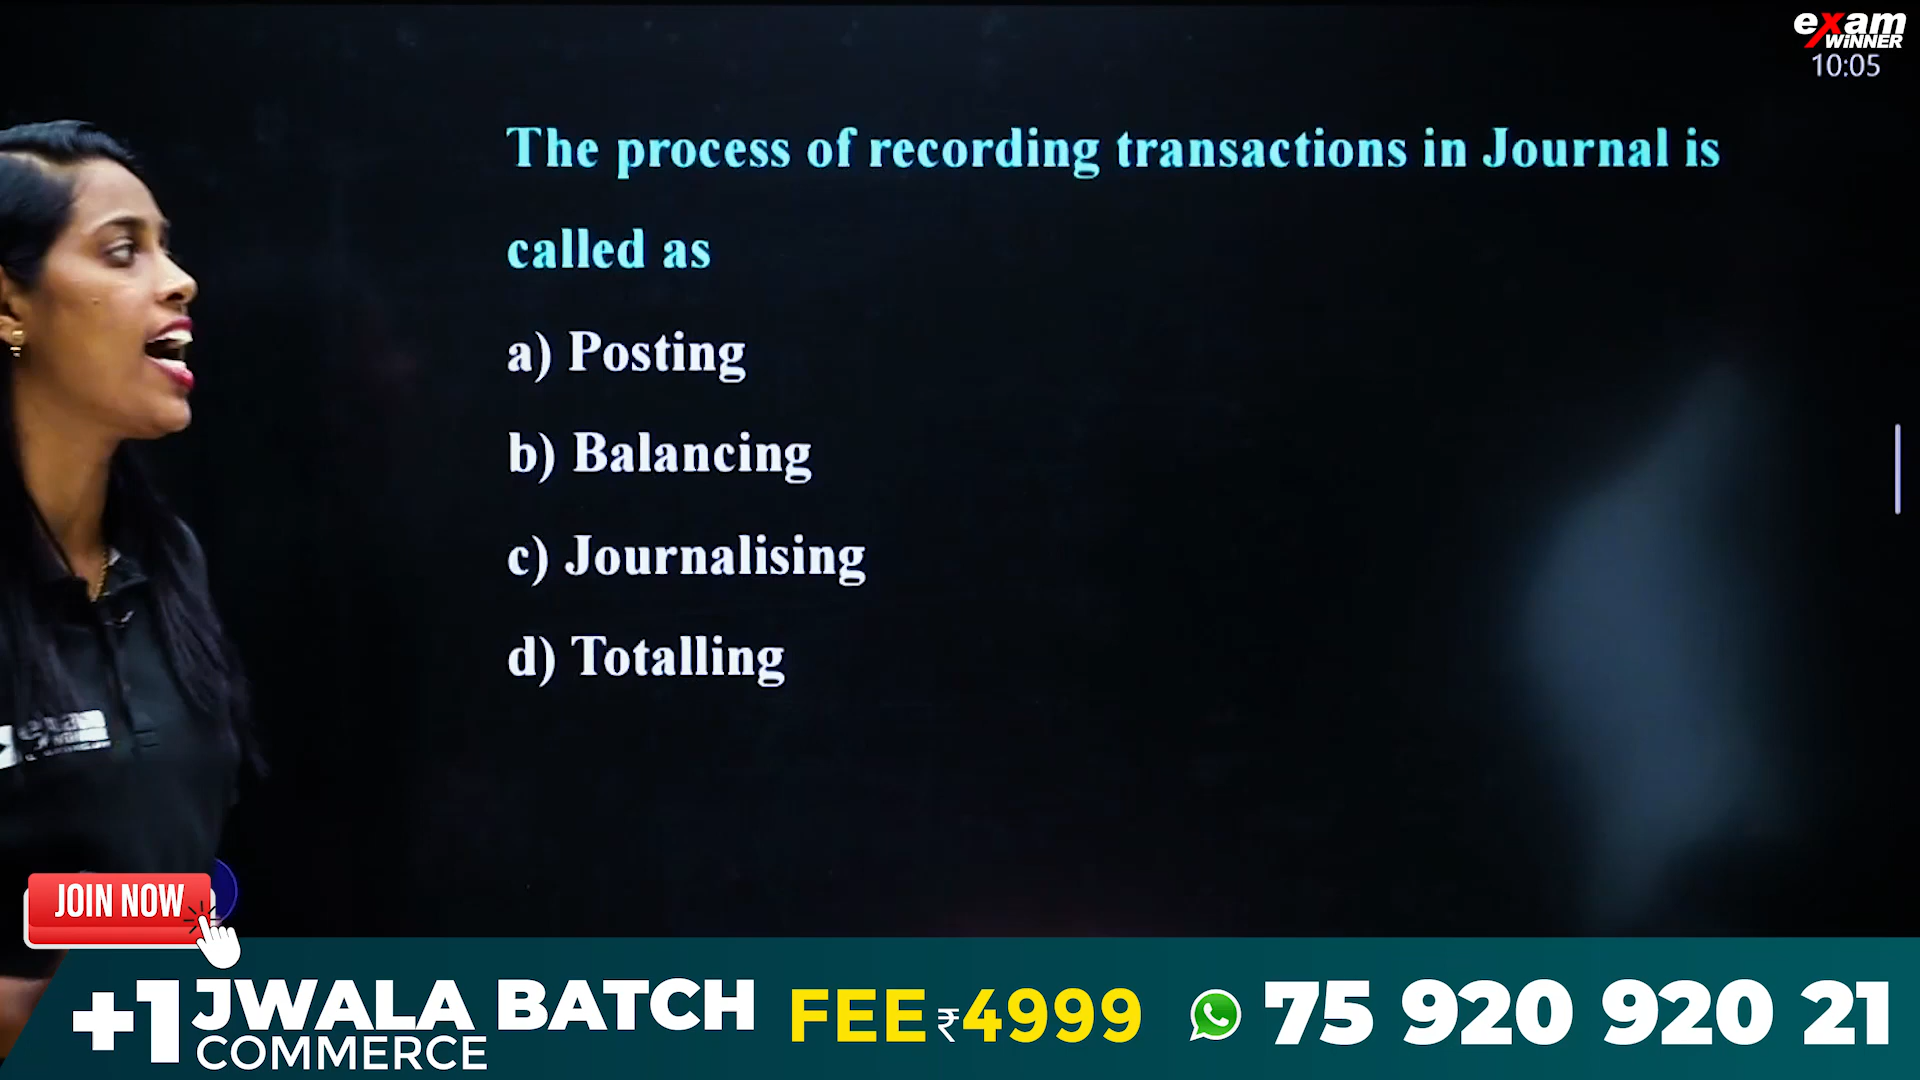 exam
WINNER
10:05
The process of recording transactions in Journal is
called as
a) Posting
b) Balancing
c) Journalising
d) Totalling
JOIN NOW
+1 JWALA BATCH
COMMERCE
FEE ₹4999
75 920 920 21